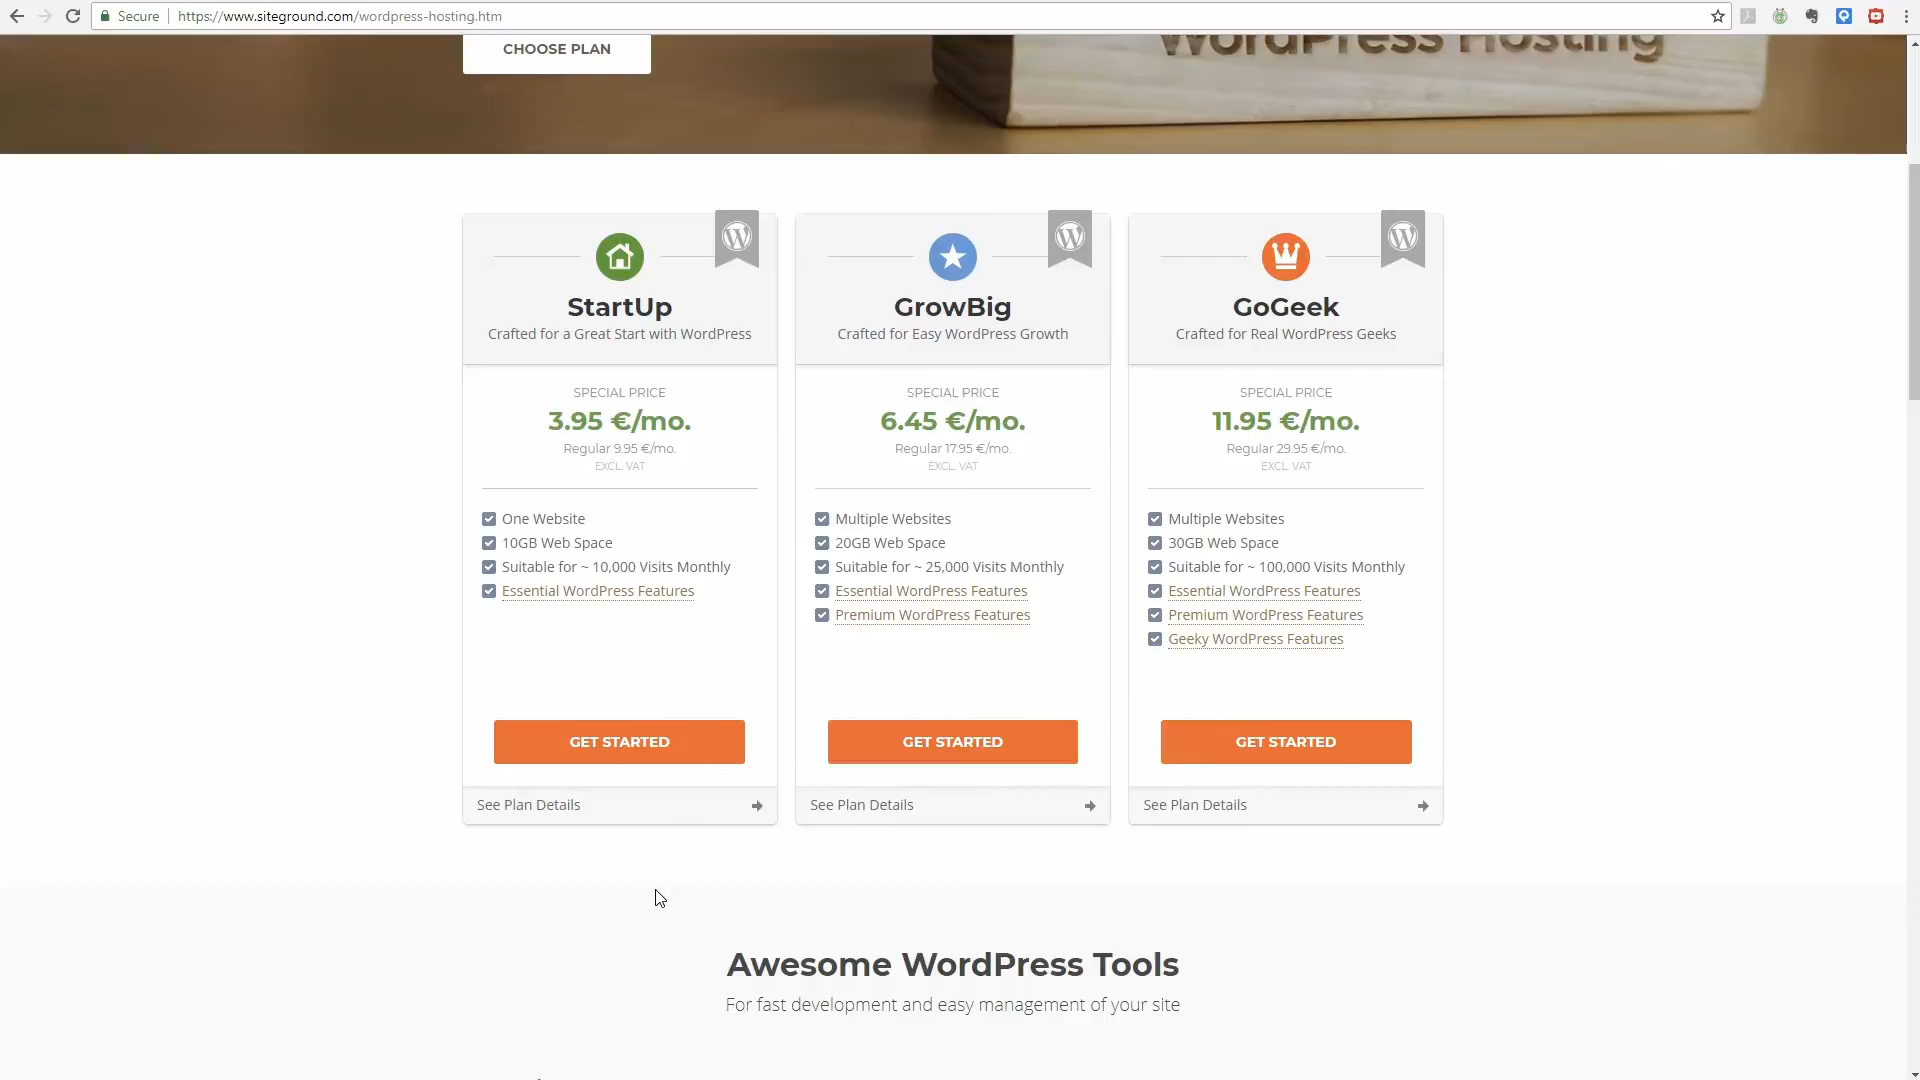 Secure
https://www.siteground.com/wordpress-hosting.htm
CHOOSE PLAN
WordPress Hosting
StartUp
Crafted for a Great Start with WordPress
SPECIAL PRICE
3.95 €/mo.
Regular 9.95 €/mo.
EXCL. VAT
One Website
10GB Web Space
Suitable for ~ 10,000 Visits Monthly
Essential WordPress Features
GET STARTED
See Plan Details
GrowBig
Crafted for Easy WordPress Growth
SPECIAL PRICE
6.45 €/mo.
Regular 17.95 €/mo.
EXCL. VAT
Multiple Websites
20GB Web Space
Suitable for ~ 25,000 Visits Monthly
Essential WordPress Features
Premium WordPress Features
GET STARTED
See Plan Details
GoGeek
Crafted for Real WordPress Geeks
SPECIAL PRICE
11.95 €/mo.
Regular 29.95 €/mo.
EXCL. VAT
Multiple Websites
30GB Web Space
Suitable for ~ 100,000 Visits Monthly
Essential WordPress Features
Premium WordPress Features
Geeky WordPress Features
GET STARTED
See Plan Details
Awesome WordPress Tools
For fast development and easy management of your site